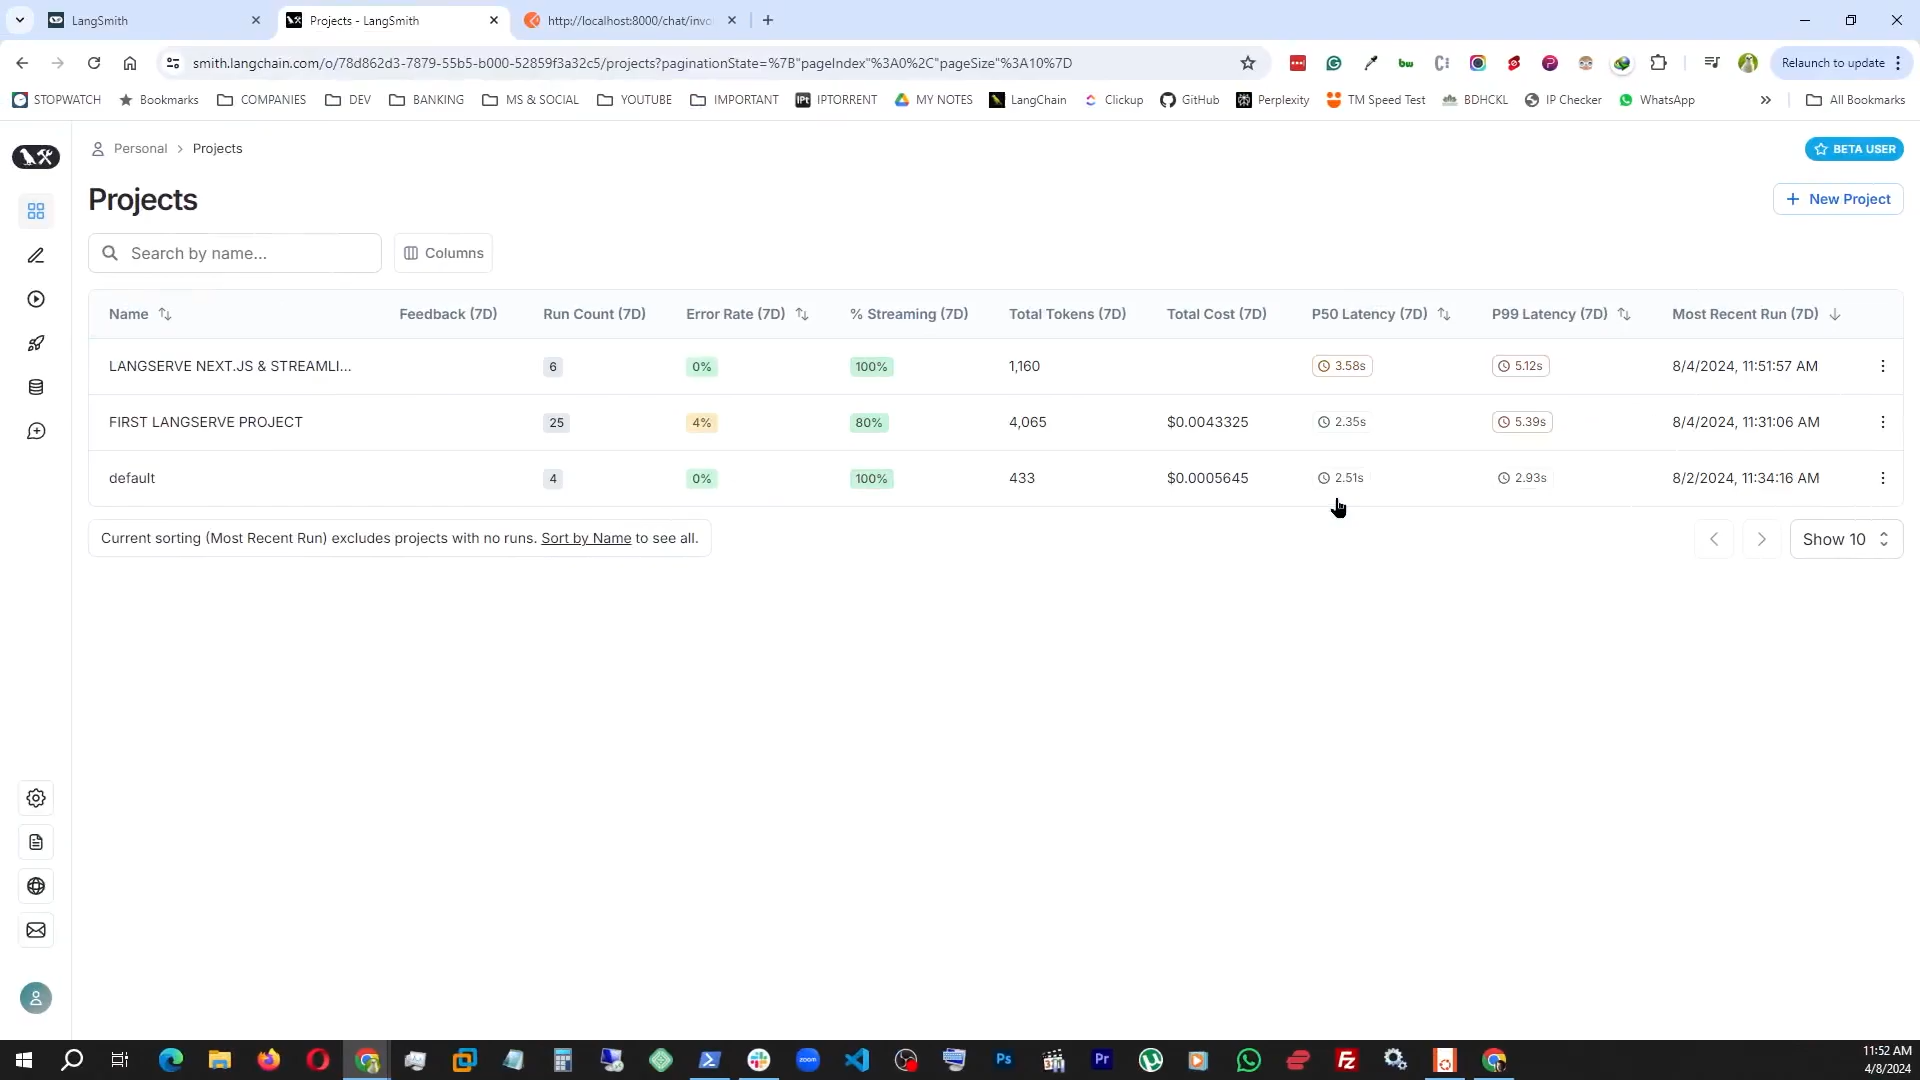 LangSmith
Projects - LangSmith
http://localhost:8000/chat/invo
smith.langchain.com/o/78d862d3-7879-55b5-b000-52859f3a32c5/projects?paginationState=%7B"pageIndex"%3A0%2C"pageSize"%3A10%7D
Relaunch to update
STOPWATCH Bookmarks COMPANIES DEV BANKING MS & SOCIAL YOUTUBE IMPORTANT IPTORRENT MY NOTES LangChain Clickup GitHub Perplexity TM Speed Test BDHCKL IP Checker WhatsApp » All Bookmarks
Personal > Projects
BETA USER
Projects
+ New Project
Search by name...
Columns
Name Feedback (7D) Run Count (7D) Error Rate (7D) % Streaming (7D) Total Tokens (7D) Total Cost (7D) P50 Latency (7D) P99 Latency (7D) Most Recent Run (7D)
LANGSERVE NEXT.JS & STREAMLI... 6 0% 100% 1,160 3.58s 5.12s 8/4/2024, 11:51:57 AM
FIRST LANGSERVE PROJECT 25 4% 80% 4,065 $0.0043325 2.35s 5.39s 8/4/2024, 11:31:06 AM
default 4 0% 100% 433 $0.0005645 2.51s 2.93s 8/2/2024, 11:34:16 AM
Current sorting (Most Recent Run) excludes projects with no runs. Sort by Name to see all.
Show 10
11:52 AM
4/8/2024